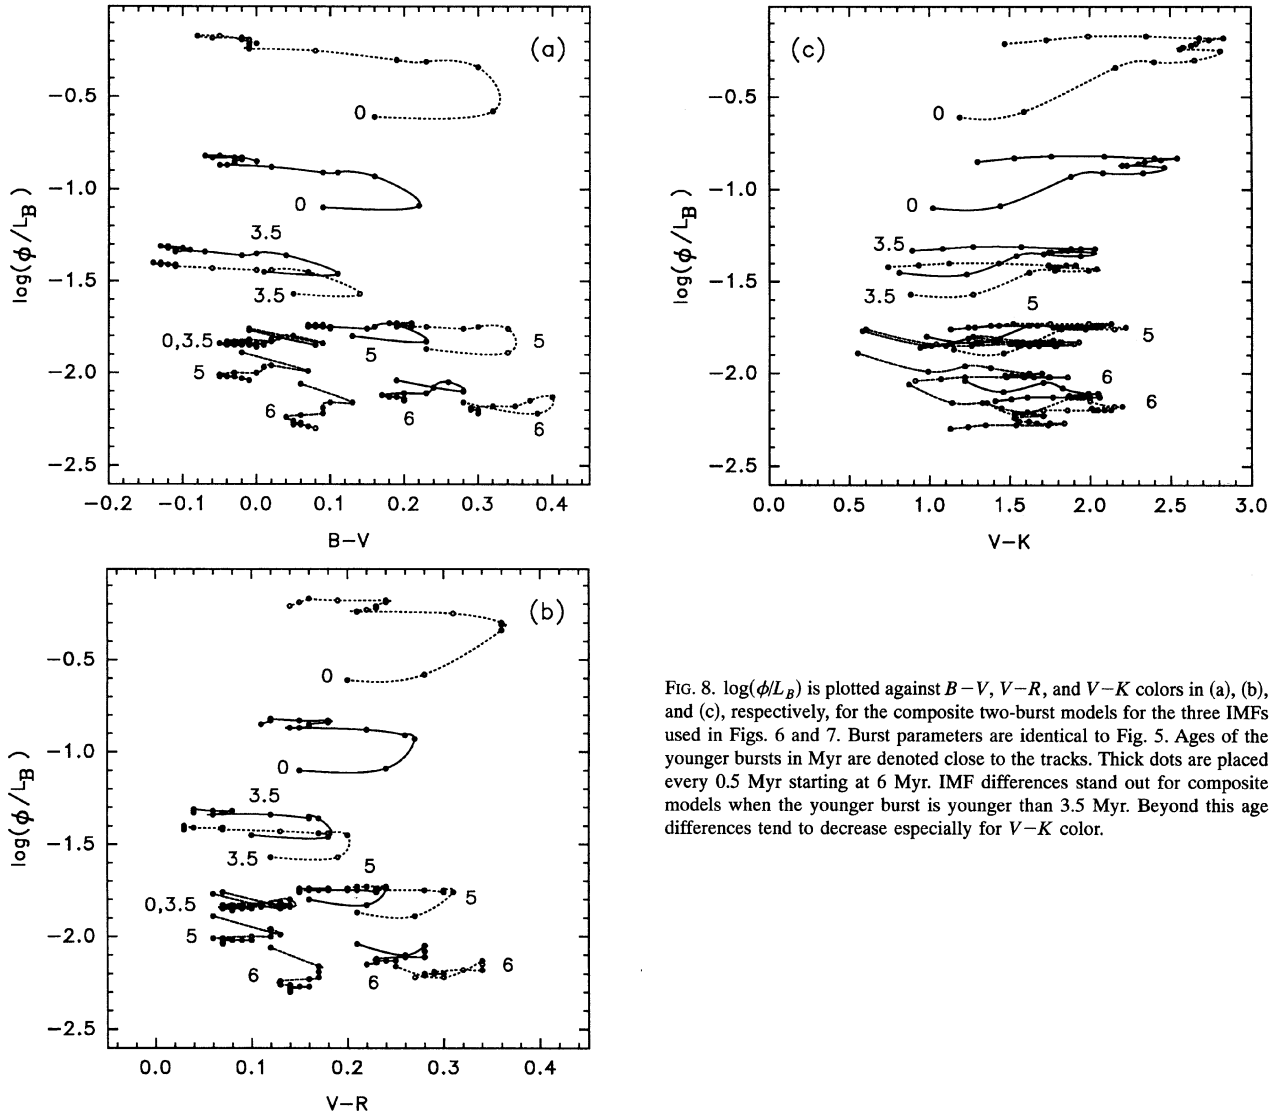 (a)
−0.5
−1.0
−1.5
−2.0
−2.5
log(ϕ/L_B)
0
0
3.5
3.5
0,3.5
5
5
5
6
6
6
−0.2 −0.1 0.0 0.1 0.2 0.3 0.4
B−V
(c)
−0.5
−1.0
−1.5
−2.0
−2.5
log(ϕ/L_B)
0
0
3.5
3.5
5
5
6
6
0.0 0.5 1.0 1.5 2.0 2.5 3.0
V−K
(b)
−0.5
−1.0
−1.5
−2.0
−2.5
log(ϕ/L_B)
0
0
3.5
3.5
5
5
0,3.5
5
6
6
6
0.0 0.1 0.2 0.3 0.4
V−R
FIG. 8. log(ϕ/L_B) is plotted against B−V, V−R, and V−K colors in (a), (b),
and (c), respectively, for the composite two-burst models for the three IMFs
used in Figs. 6 and 7. Burst parameters are identical to Fig. 5. Ages of the
younger bursts in Myr are denoted close to the tracks. Thick dots are placed
every 0.5 Myr starting at 6 Myr. IMF differences stand out for composite
models when the younger burst is younger than 3.5 Myr. Beyond this age
differences tend to decrease especially for V−K color.